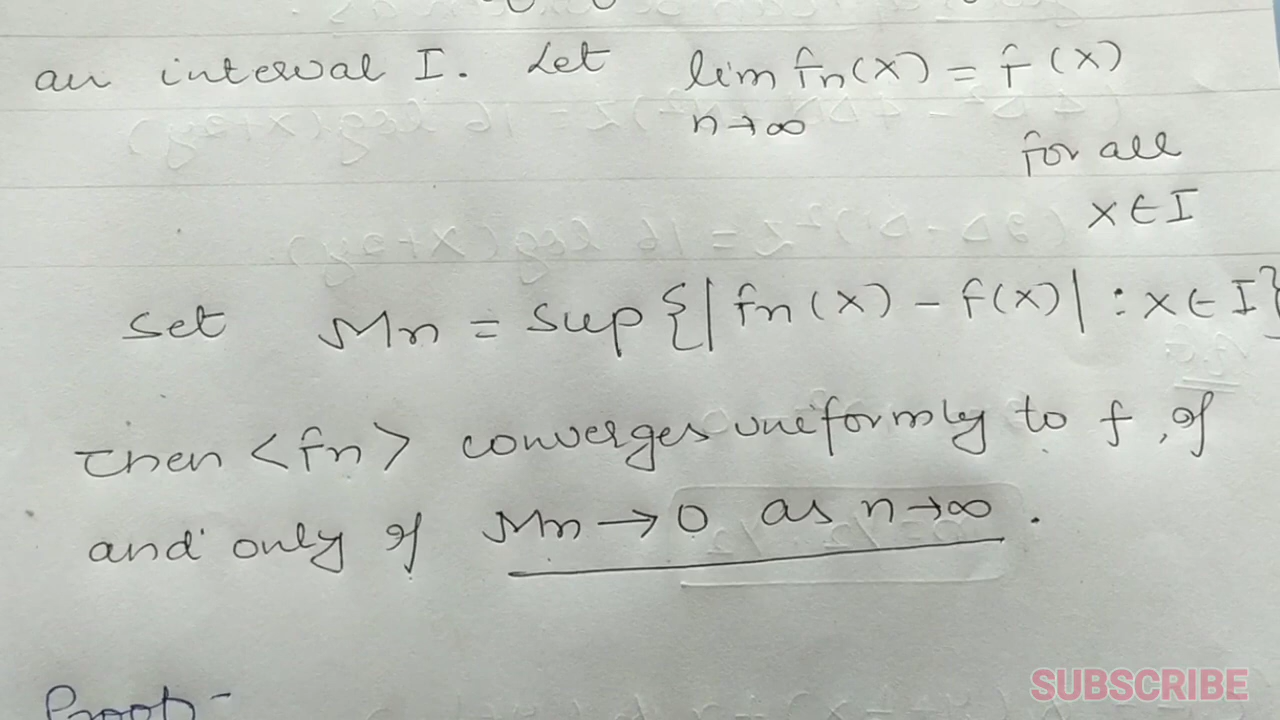 an interval I. Let lim fn(x) = f(x)
n→∞
for all
x ∈ I
Set Mn = Sup{|fn(x) - f(x)| : x ∈ I}
then <fn> converges uniformly to f, if
and only if Mn → 0 as n→∞.
Proof-
SUBSCRIBE